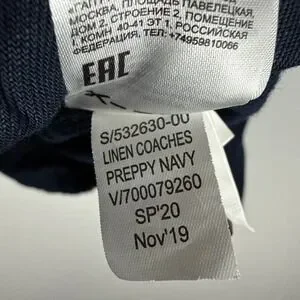 МОСКВА, ПЛОЩАДЬ ПАВЕЛЕЦКАЯ,
ДОМ 2, СТРОЕНИЕ 2, ПОМЕЩЕНИЕ
КОМН 40-41 ЭТ 1, РОССИЙСКАЯ
ФЕДЕРАЦИЯ, ТЕЛ: +74959810066
EAC
S/532630-00
LINEN COACHES
PREPPY NAVY
V/700079260
SP'20
Nov'19